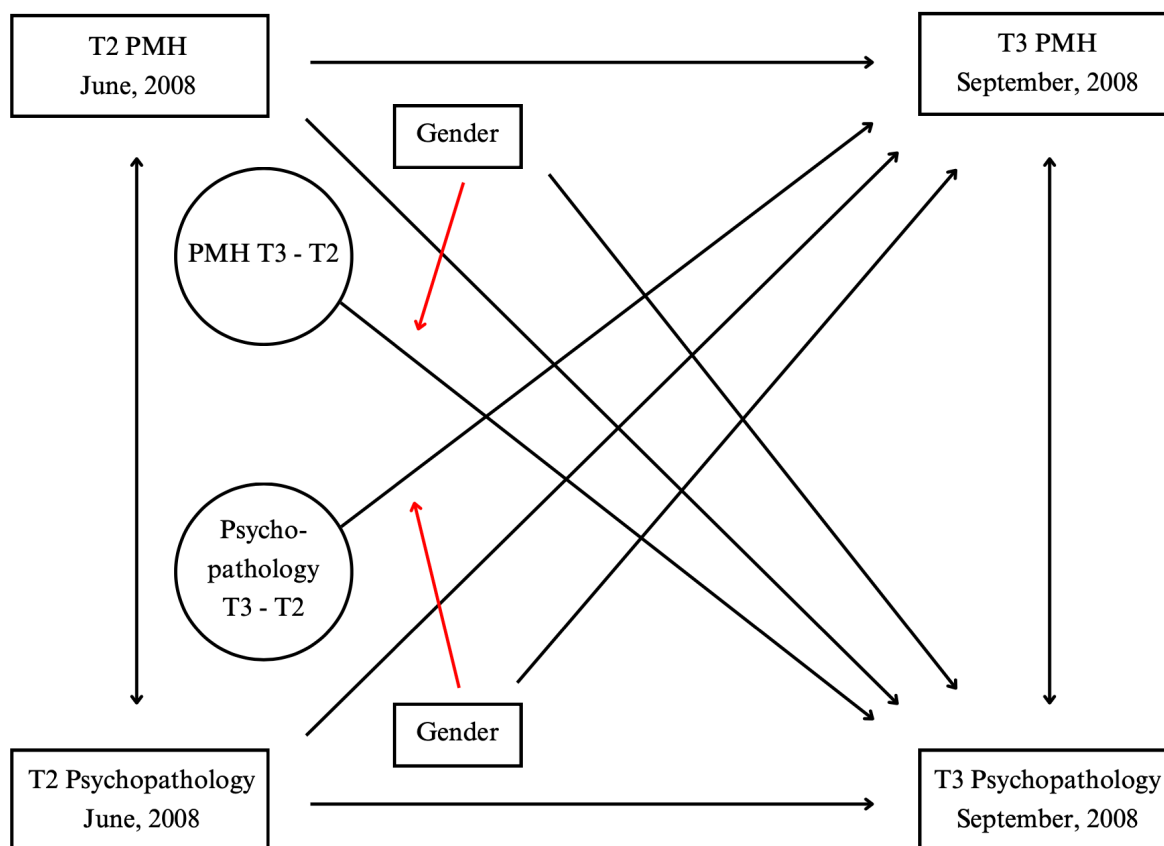 T2 PMH
June, 2008
T3 PMH
September, 2008
Gender
PMH T3 - T2
Psycho-
pathology
T3 - T2
Gender
T2 Psychopathology
June, 2008
T3 Psychopathology
September, 2008